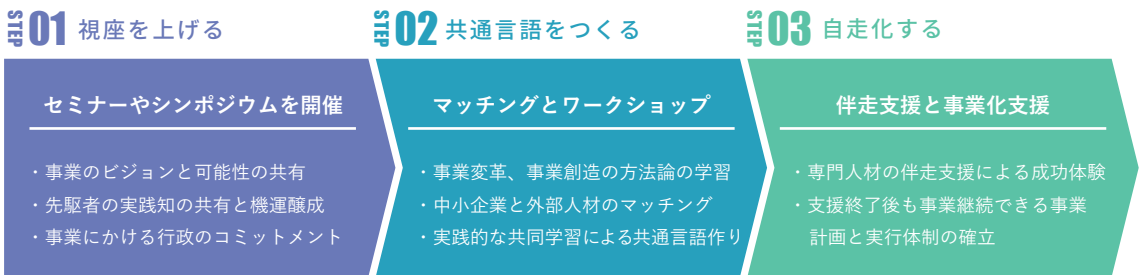 STEP 01 視座を上げる
セミナーやシンポジウムを開催
・事業のビジョンと可能性の共有
・先駆者の実践知の共有と機運醸成
・事業にかける行政のコミットメント
STEP 02 共通言語をつくる
マッチングとワークショップ
・事業変革、事業創造の方法論の学習
・中小企業と外部人材のマッチング
・実践的な共同学習による共通言語作り
STEP 03 自走化する
伴走支援と事業化支援
・専門人材の伴走支援による成功体験
・支援終了後も事業継続できる事業
計画と実行体制の確立